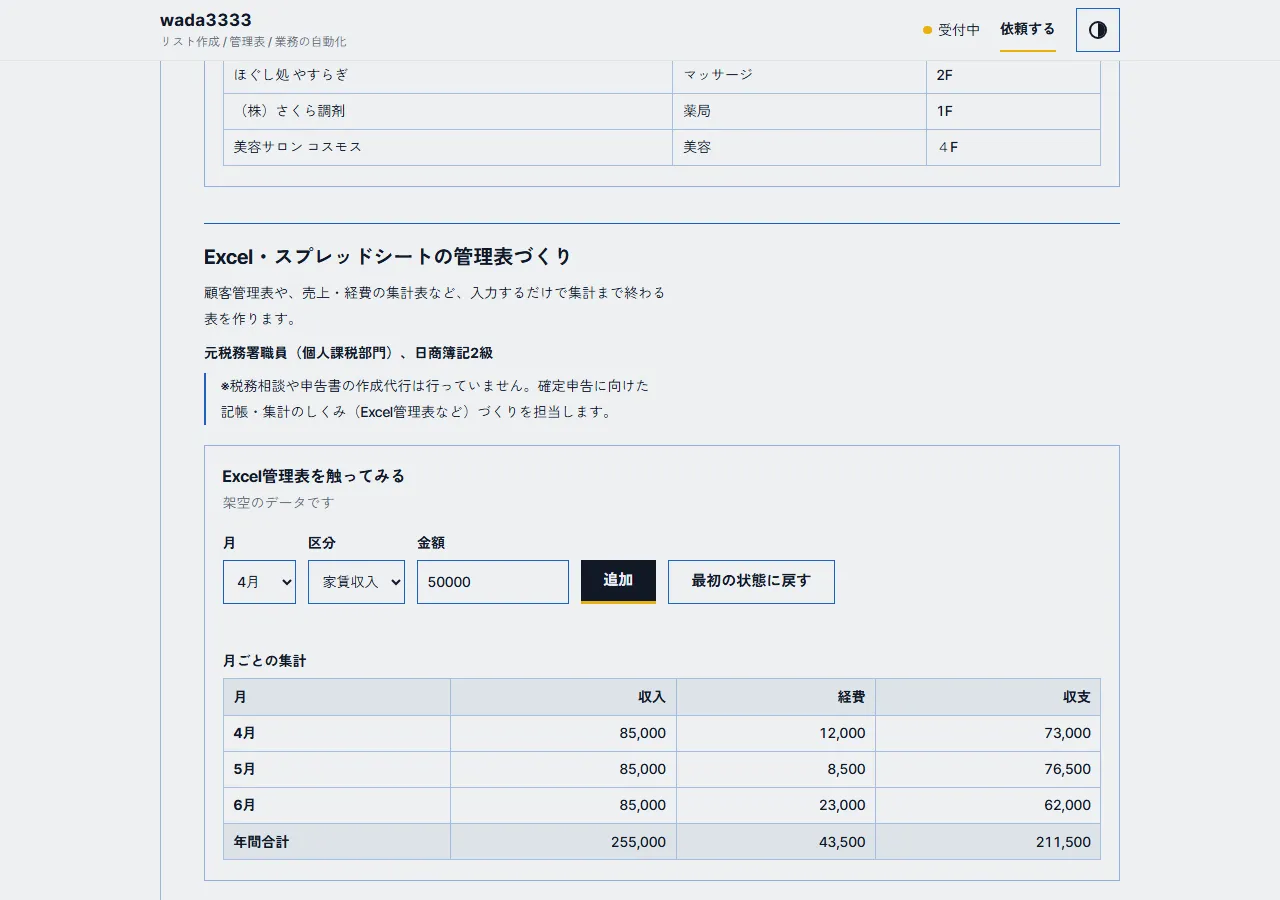 wada3333
リスト作成 / 管理表 / 業務の自動化
受付中 依頼する
ほぐし処 やすらぎ マッサージ 2F
（株）さくら調剤 薬局 1F
美容サロン コスモス 美容 ４F
Excel・スプレッドシートの管理表づくり
顧客管理表や、売上・経費の集計表など、入力するだけで集計まで終わる
表を作ります。
元税務署職員（個人課税部門）、日商簿記2級
※税務相談や申告書の作成代行は行っていません。確定申告に向けた
記帳・集計のしくみ（Excel管理表など）づくりを担当します。
Excel管理表を触ってみる
架空のデータです
月 区分 金額
4月 家賃収入 50000 追加 最初の状態に戻す
月ごとの集計
月 収入 経費 収支
4月 85,000 12,000 73,000
5月 85,000 8,500 76,500
6月 85,000 23,000 62,000
年間合計 255,000 43,500 211,500